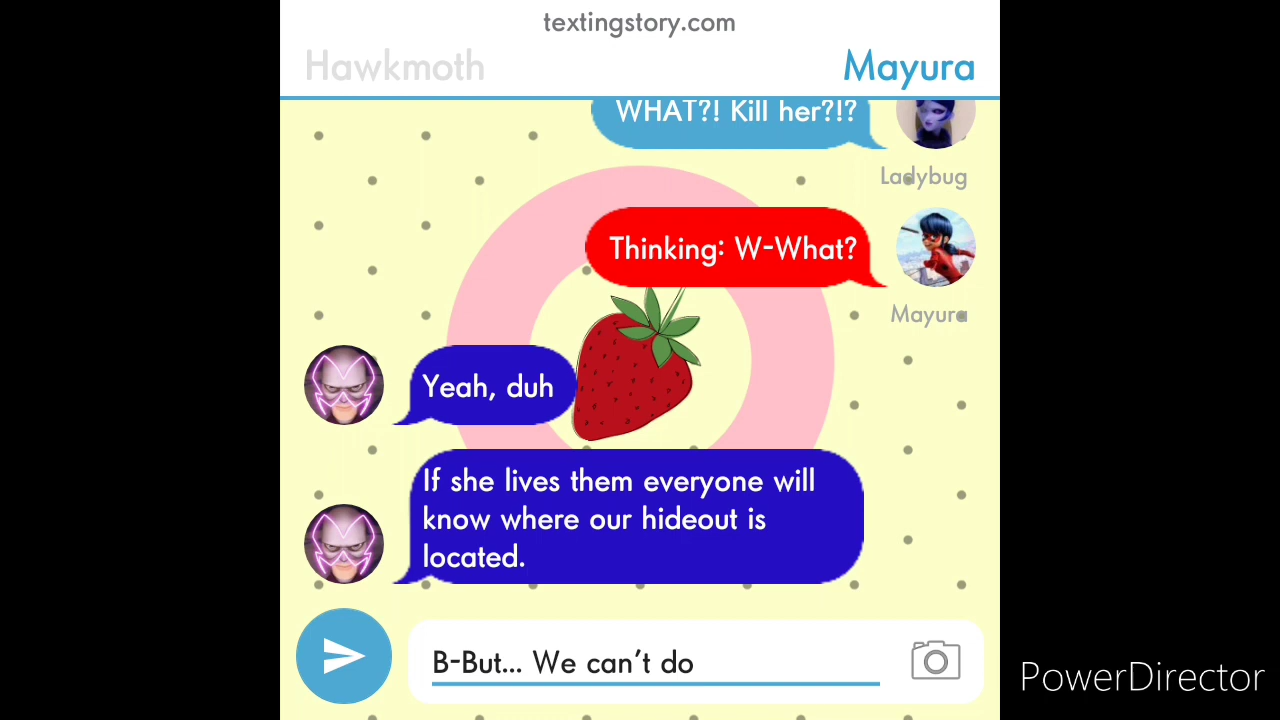 textingstory.com
Hawkmoth
Mayura
WHAT?! Kill her?!?
Ladybug
Thinking: W-What?
Mayura
Yeah, duh
If she lives them everyone will
know where our hideout is
located.
B-But... We can't do
PowerDirector